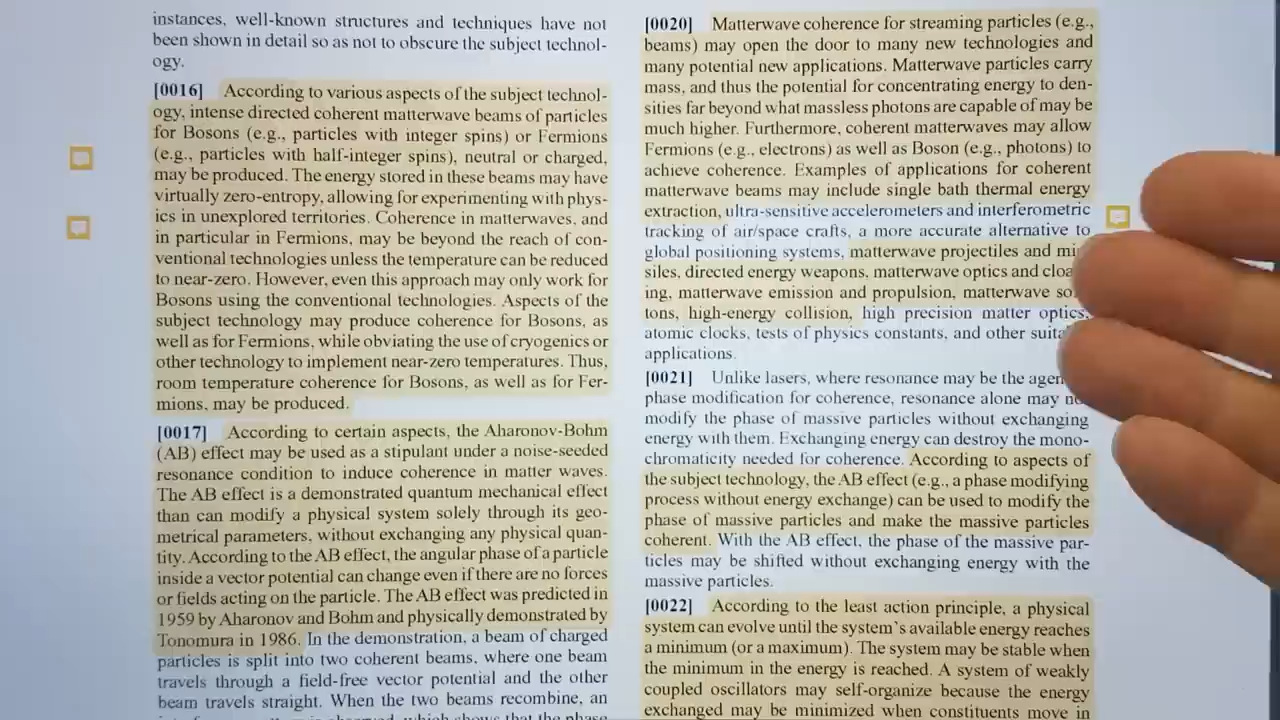 instances, well-known structures and techniques have not
been shown in detail so as not to obscure the subject technol-
ogy.
[0016] According to various aspects of the subject technol-
ogy, intense directed coherent matterwave beams of particles
for Bosons (e.g., particles with integer spins) or Fermions
(e.g., particles with half-integer spins), neutral or charged,
may be produced. The energy stored in these beams may have
virtually zero-entropy, allowing for experimenting with phys-
ics in unexplored territories. Coherence in matterwaves, and
in particular in Fermions, may be beyond the reach of con-
ventional technologies unless the temperature can be reduced
to near-zero. However, even this approach may only work for
Bosons using the conventional technologies. Aspects of the
subject technology may produce coherence for Bosons, as
well as for Fermions, while obviating the use of cryogenics or
other technology to implement near-zero temperatures. Thus,
room temperature coherence for Bosons, as well as for Fer-
mions, may be produced.
[0017] According to certain aspects, the Aharonov-Bohm
(AB) effect may be used as a stipulant under a noise-seeded
resonance condition to induce coherence in matter waves.
The AB effect is a demonstrated quantum mechanical effect
than can modify a physical system solely through its geo-
metrical parameters, without exchanging any physical quan-
tity. According to the AB effect, the angular phase of a particle
inside a vector potential can change even if there are no forces
or fields acting on the particle. The AB effect was predicted in
1959 by Aharonov and Bohm and physically demonstrated by
Tonomura in 1986. In the demonstration, a beam of charged
particles is split into two coherent beams, where one beam
travels through a field-free vector potential and the other
beam travels straight. When the two beams recombine, an
[0020] Matterwave coherence for streaming particles (e.g.,
beams) may open the door to many new technologies and
many potential new applications. Matterwave particles carry
mass, and thus the potential for concentrating energy to den-
sities far beyond what massless photons are capable of may be
much higher. Furthermore, coherent matterwaves may allow
Fermions (e.g., electrons) as well as Boson (e.g., photons) to
achieve coherence. Examples of applications for coherent
matterwave beams may include single bath thermal energy
extraction, ultra-sensitive accelerometers and interferometric
tracking of air/space crafts, a more accurate alternative to
global positioning systems, matterwave projectiles and
siles, directed energy weapons, matterwave optics and
ing, matterwave emission and propulsion, matterwave
tons, high-energy collision, high precision matter optics,
atomic clocks, tests of physics constants, and other
applications.
[0021] Unlike lasers, where resonance may be the
phase modification for coherence, resonance alone may
modify the phase of massive particles without exchanging
energy with them. Exchanging energy can destroy the mono-
chromaticity needed for coherence. According to aspects of
the subject technology, the AB effect (e.g., a phase modifying
process without energy exchange) can be used to modify the
phase of massive particles and make the massive particles
coherent. With the AB effect, the phase of the massive par-
ticles may be shifted without exchanging energy with the
massive particles.
[0022] According to the least action principle, a physical
system can evolve until the system's available energy reaches
a minimum (or a maximum). The system may be stable when
the minimum in the energy is reached. A system of weakly
coupled oscillators may self-organize because the energy
exchanged may be minimized when constituents move in